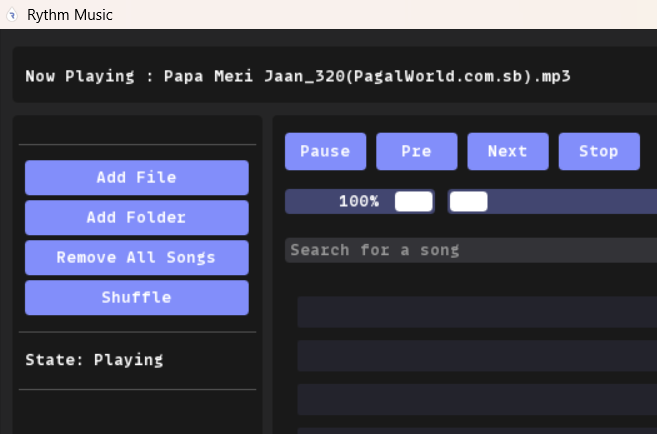 Rythm Music
Now Playing : Papa Meri Jaan_320(PagalWorld.com.sb).mp3
Add File
Add Folder
Remove All Songs
Shuffle
State: Playing
Pause Pre Next Stop
100%
Search for a song